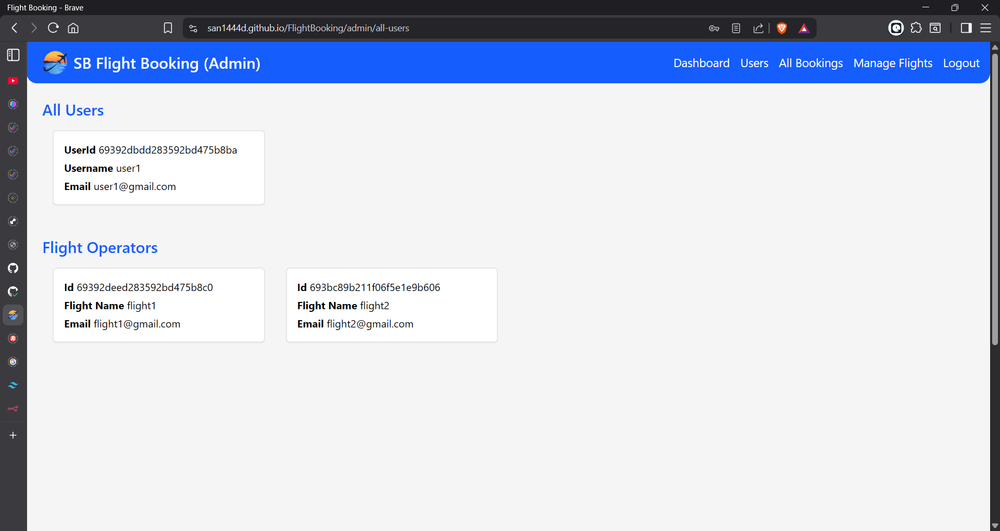 Flight Booking - Brave
san1444d.github.io/FlightBooking/admin/all-users
SB Flight Booking (Admin)
Dashboard Users All Bookings Manage Flights Logout
All Users
UserId 69392dbdd283592bd475b8ba
Username user1
Email user1@gmail.com
Flight Operators
Id 69392deed283592bd475b8c0
Flight Name flight1
Email flight1@gmail.com
Id 693bc89b211f06f5e1e9b606
Flight Name flight2
Email flight2@gmail.com